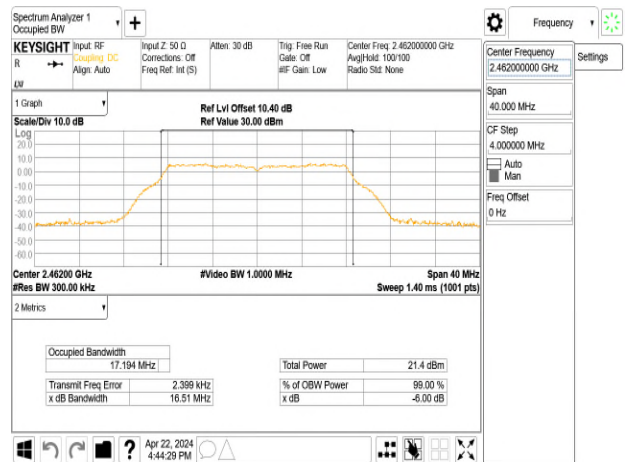 Spectrum Analyzer 1
Occupied BW
Frequency
KEYSIGHT
R
Input: RF
Coupling: DC
Align: Auto
Input Z: 50 Ω
Corrections: Off
Freq Ref: Int (S)
Atten: 30 dB
Trig: Free Run
Gate: Off
#IF Gain: Low
Center Freq: 2.462000000 GHz
Avg|Hold: 100/100
Radio Std: None
Center Frequency
2.462000000 GHz
Settings
Span
40.000 MHz
CF Step
4.000000 MHz
Auto
Man
Freq Offset
0 Hz
1 Graph
Scale/Div 10.0 dB
Ref Lvl Offset 10.40 dB
Ref Value 30.00 dBm
Log
20.0
10.0
0.00
-10.0
-20.0
-30.0
-40.0
-50.0
-60.0
Center 2.46200 GHz
#Video BW 1.0000 MHz
Span 40 MHz
#Res BW 300.00 kHz
Sweep 1.40 ms (1001 pts)
2 Metrics
Occupied Bandwidth
17.194 MHz
Total Power 21.4 dBm
Transmit Freq Error 2.399 kHz
% of OBW Power 99.00 %
x dB Bandwidth 16.51 MHz
x dB -6.00 dB
?
Apr 22, 2024
4:44:29 PM